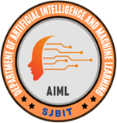 DEPARTMENT OF ARTIFICIAL INTELLIGENCE AND MACHINE LEARNING
AIML
SJBIT